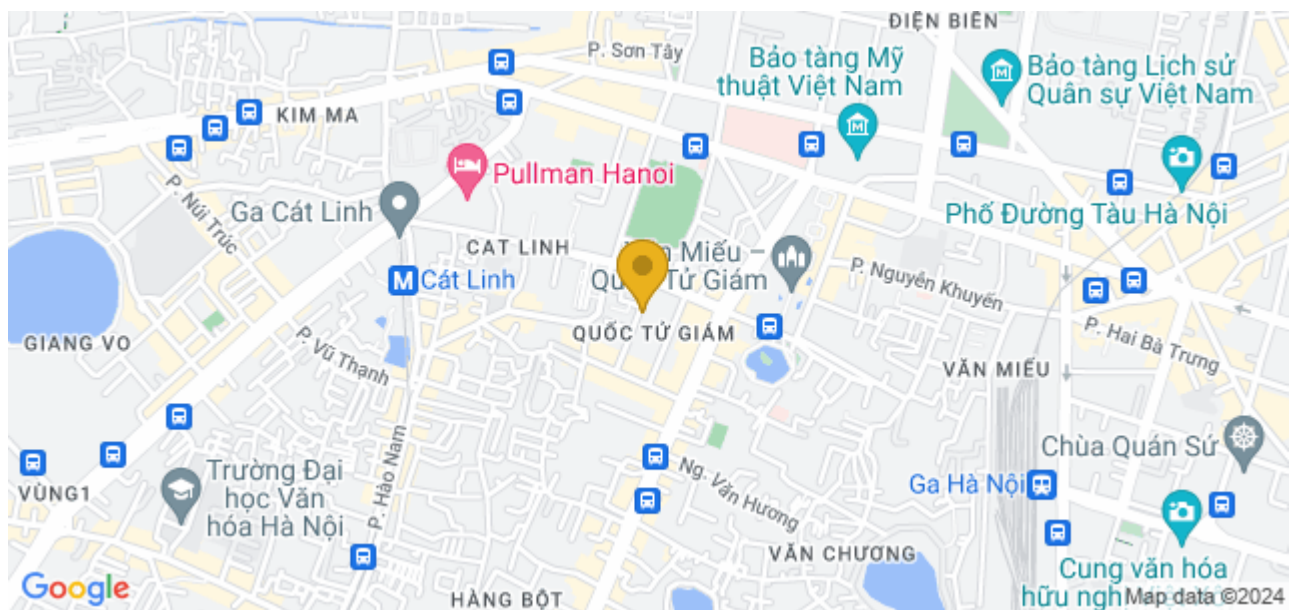 ĐIỆN BIÊN
P. Sơn Tây
Bảo tàng Mỹ
thuật Việt Nam
Bảo tàng Lịch sử
Quân sự Việt Nam
KIM MA
Pullman Hanoi
P. Núi Trúc
Ga Cát Linh
Phố Đường Tàu Hà Nội
CAT LINH
Miếu –
Tử Giám
P. Nguyên Khuyến
M Cát Linh
QUỐC TỬ GIÁM
GIANG VO
P. Vũ Thạnh
P. Hai Bà Trưng
VĂN MIẾU
Chùa Quán Sứ
P. Hào Nam
Trường Đại
học Văn
hóa Hà Nội
VÙNG1
Ng. Văn Hương
Ga Hà Nội
VĂN CHƯƠNG
Cung văn hóa
hữu ngh
Google
HÀNG BỘT
Map data ©2024